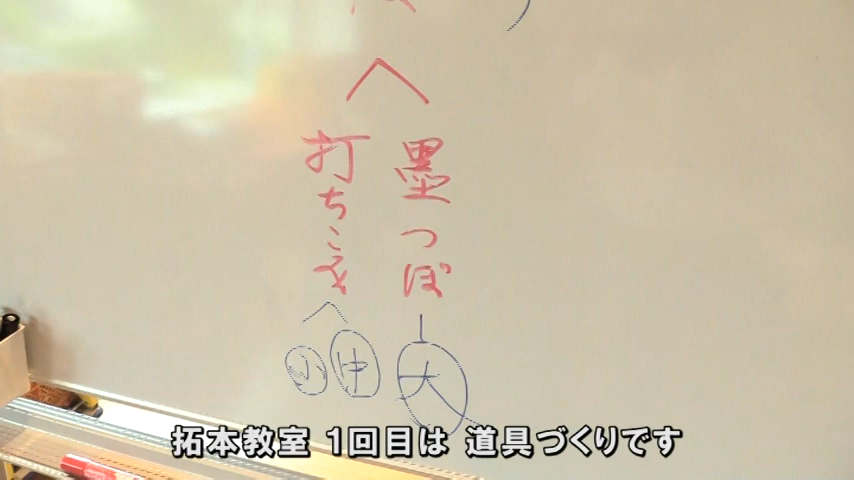 墨つぼ
打ちこみ
大
中
小
拓本教室 1回目は 道具づくりです